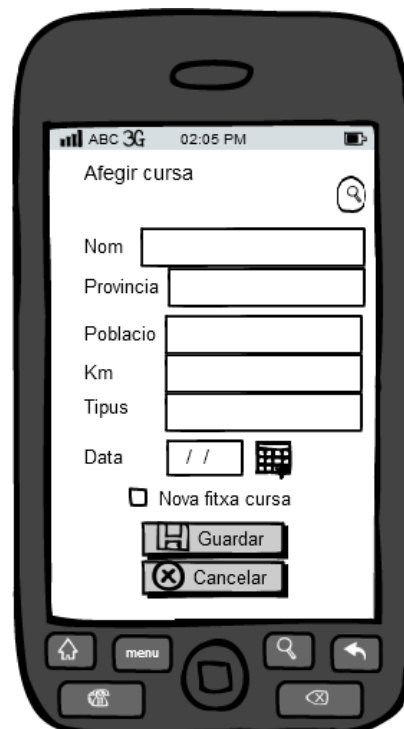 ABC 3G 02:05 PM
Afegir cursa
Nom
Provincia
Poblacio
Km
Tipus
Data / /
Nova fitxa cursa
Guardar
Cancelar
menu